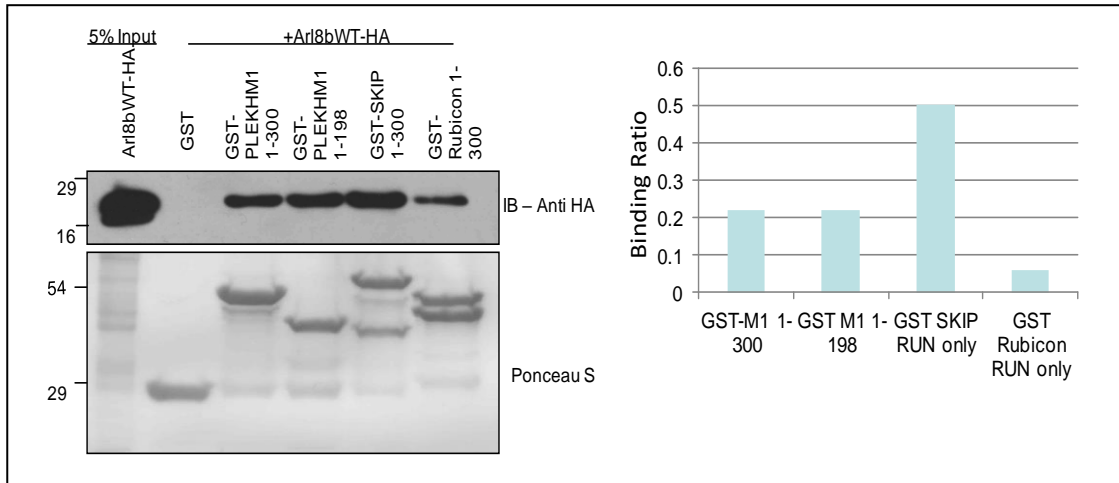 5% Input
+Arl8bWT-HA
Arl8bWT-HA
GST
GST-
PLEKHM1
1-300
GST-
PLEKHM1
1-198
GST-SKIP
1-300
GST-
Rubicon 1-
300
29
16
IB – Anti HA
54
29
Ponceau S
Binding Ratio
0.6
0.5
0.4
0.3
0.2
0.1
0
GST-M1 1-
300
GST M1 1-
198
GST SKIP
RUN only
GST
Rubicon
RUN only